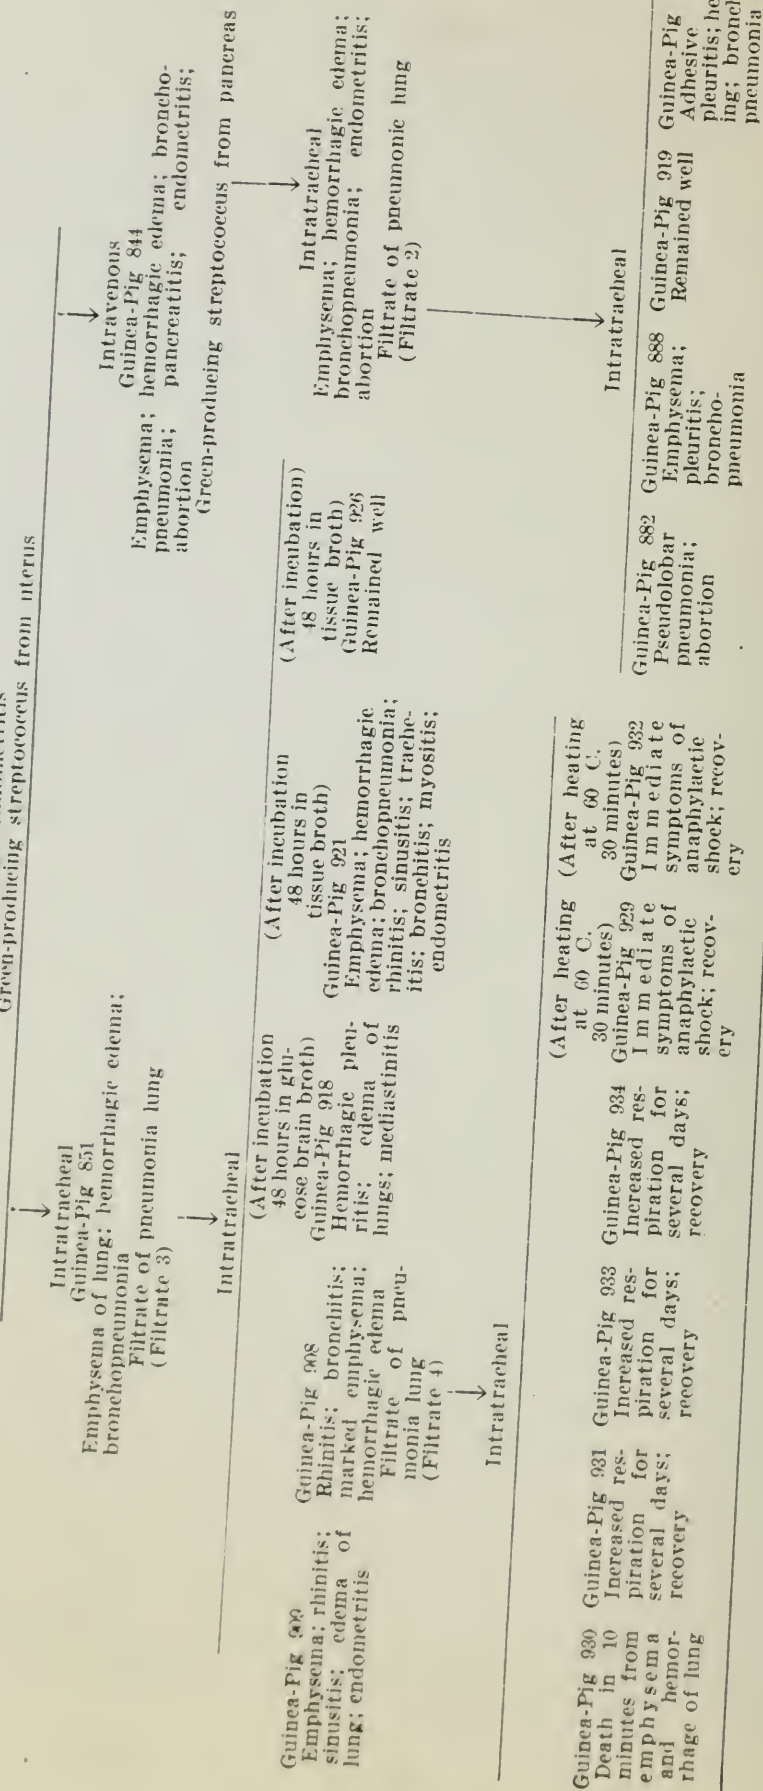 Green-producing streptococcus from uterus
Intratracheal
Guinea-Pig 851
Emphysema of lung; hemorrhagic edema;
bronchopneumonia
Filtrate of pneumonia lung
(Filtrate 3)
Intravenous
Guinea-Pig 844
Emphysema; hemorrhagic edema; broncho-
pneumonia; pancreatitis; endometritis;
abortion
Green-producing streptococcus from pancreas
Intratracheal
Guinea-Pig 909
Emphysema; rhinitis;
sinusitis; edema of
lung; endometritis
Guinea-Pig 908
Rhinitis; bronchitis;
marked emphysema;
hemorrhagic edema
Filtrate of pneu-
monia lung
(Filtrate 4)
(After incubation
48 hours in glu-
cose brain broth)
Guinea-Pig 918
Hemorrhagic pleu-
ritis; edema of
lungs; mediastinitis
(After incubation
48 hours in
tissue broth)
Guinea-Pig 921
Emphysema; hemorrhagic
edema; bronchopneumonia;
rhinitis; sinusitis; trache-
itis; bronchitis; myositis;
endometritis
(After incubation)
48 hours in
tissue broth)
Guinea-Pig 926
Remained well
Intratracheal
Emphysema; hemorrhagic edema;
bronchopneumonia; endometritis;
abortion
Filtrate of pneumonic lung
(Filtrate 2)
Intratracheal
Guinea-Pig 930
Death in 10
minutes from
emphysema
and hemor-
rhage of lung
Guinea-Pig 931
Increased res-
piration for
several days;
recovery
Guinea-Pig 933
Increased res-
piration for
several days;
recovery
Guinea-Pig 934
Increased res-
piration for
several days;
recovery
(After heating
at 60 C.
30 minutes)
Guinea-Pig 929
Immediate
symptoms of
anaphylactic
shock; recov-
ery
(After heating
at 60 C.
30 minutes)
Guinea-Pig 932
Immediate
symptoms of
anaphylactic
shock; recov-
ery
Intratracheal
Guinea-Pig 882
Pseudolobar
pneumonia;
abortion
Guinea-Pig 888
Emphysema;
pleuritis;
broncho-
pneumonia
Guinea-Pig 919
Remained well
Guinea-Pig
Adhesive
pleuritis; he
ing; bronch
pneumonia